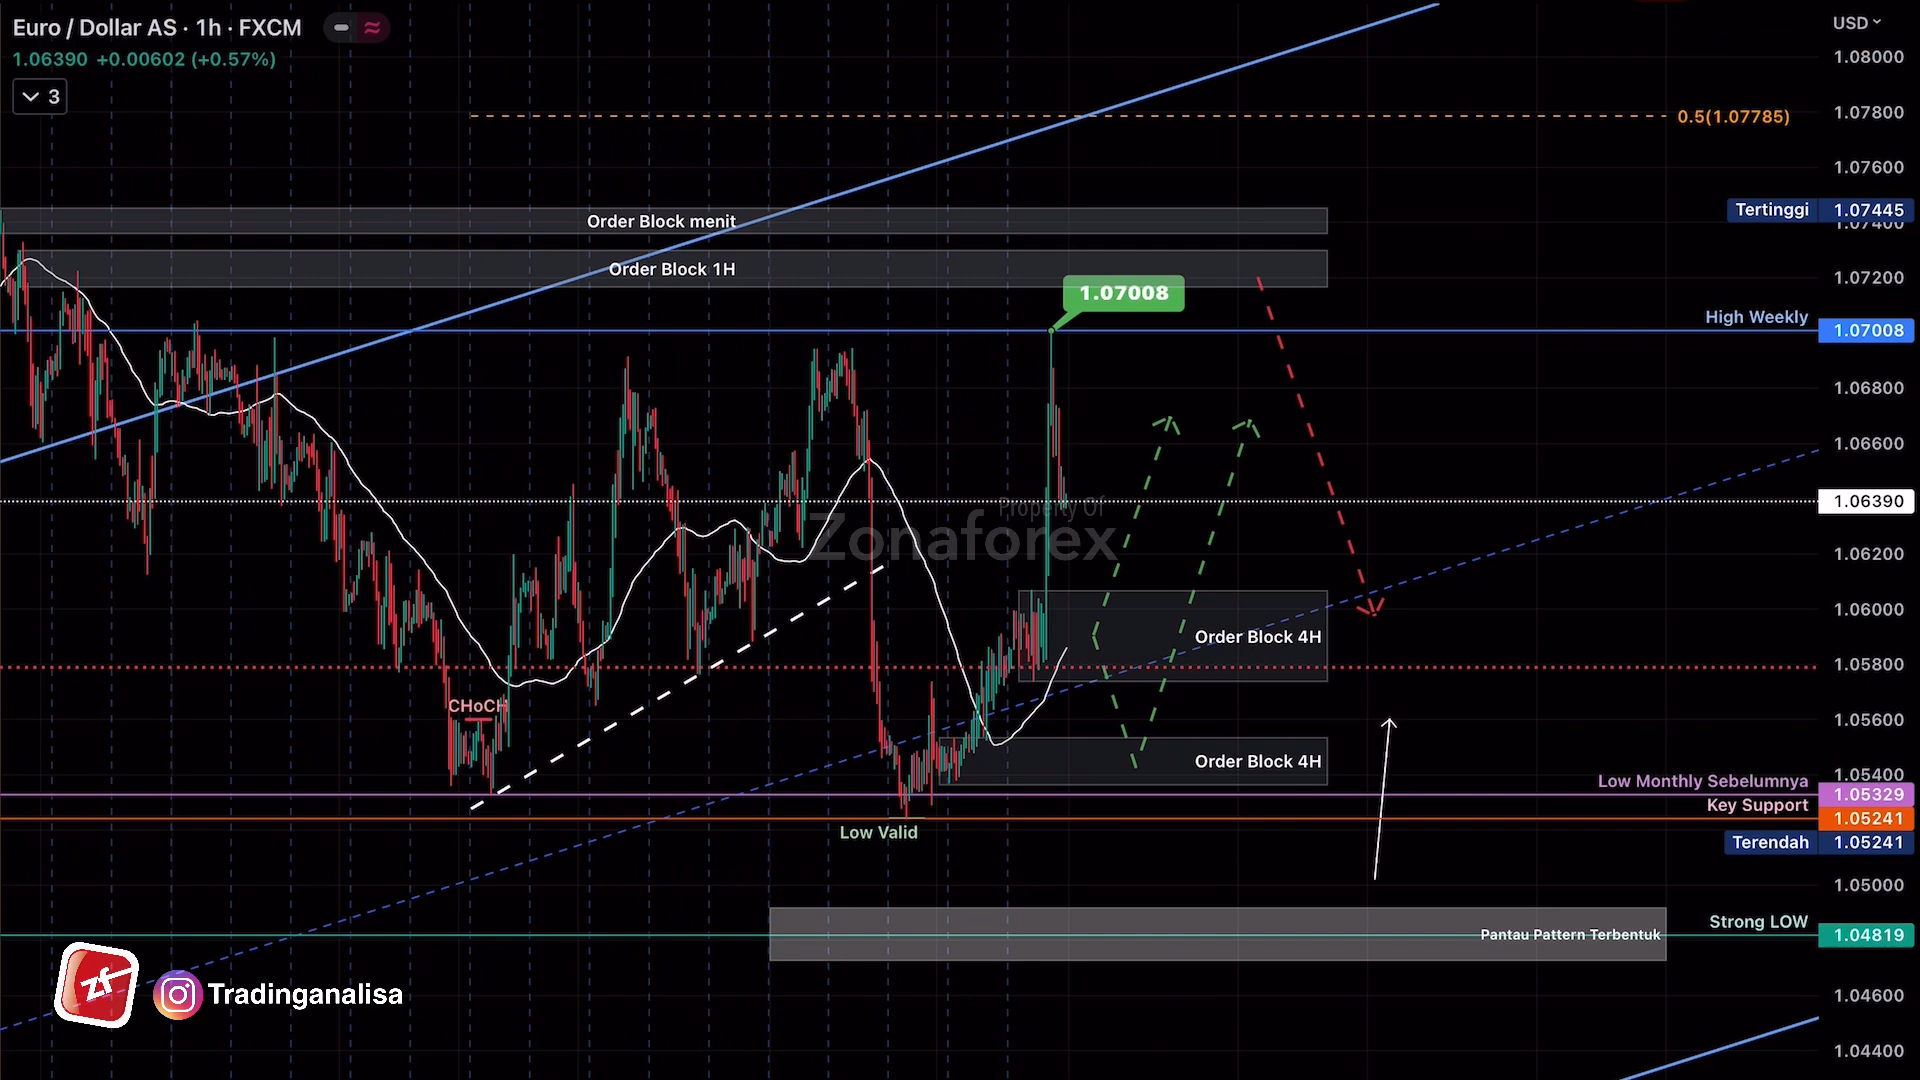 Euro / Dollar AS · 1h · FXCM
1.06390 +0.00602 (+0.57%)
3
USD
1.08000
0.5(1.07785)
1.07800
1.07600
Order Block menit
Tertinggi 1.07445
1.07400
Order Block 1H
1.07200
1.07008
High Weekly
1.07008
1.06800
1.06600
1.06390
Property Of
Zonaforex
1.06200
1.06000
Order Block 4H
1.05800
CHoCH
1.05600
Order Block 4H
1.05400
Low Monthly Sebelumnya
1.05329
Key Support
1.05241
Low Valid
Terendah 1.05241
1.05000
Strong LOW
Pantau Pattern Terbentuk
1.04819
zf
Tradinganalisa
1.04600
1.04400